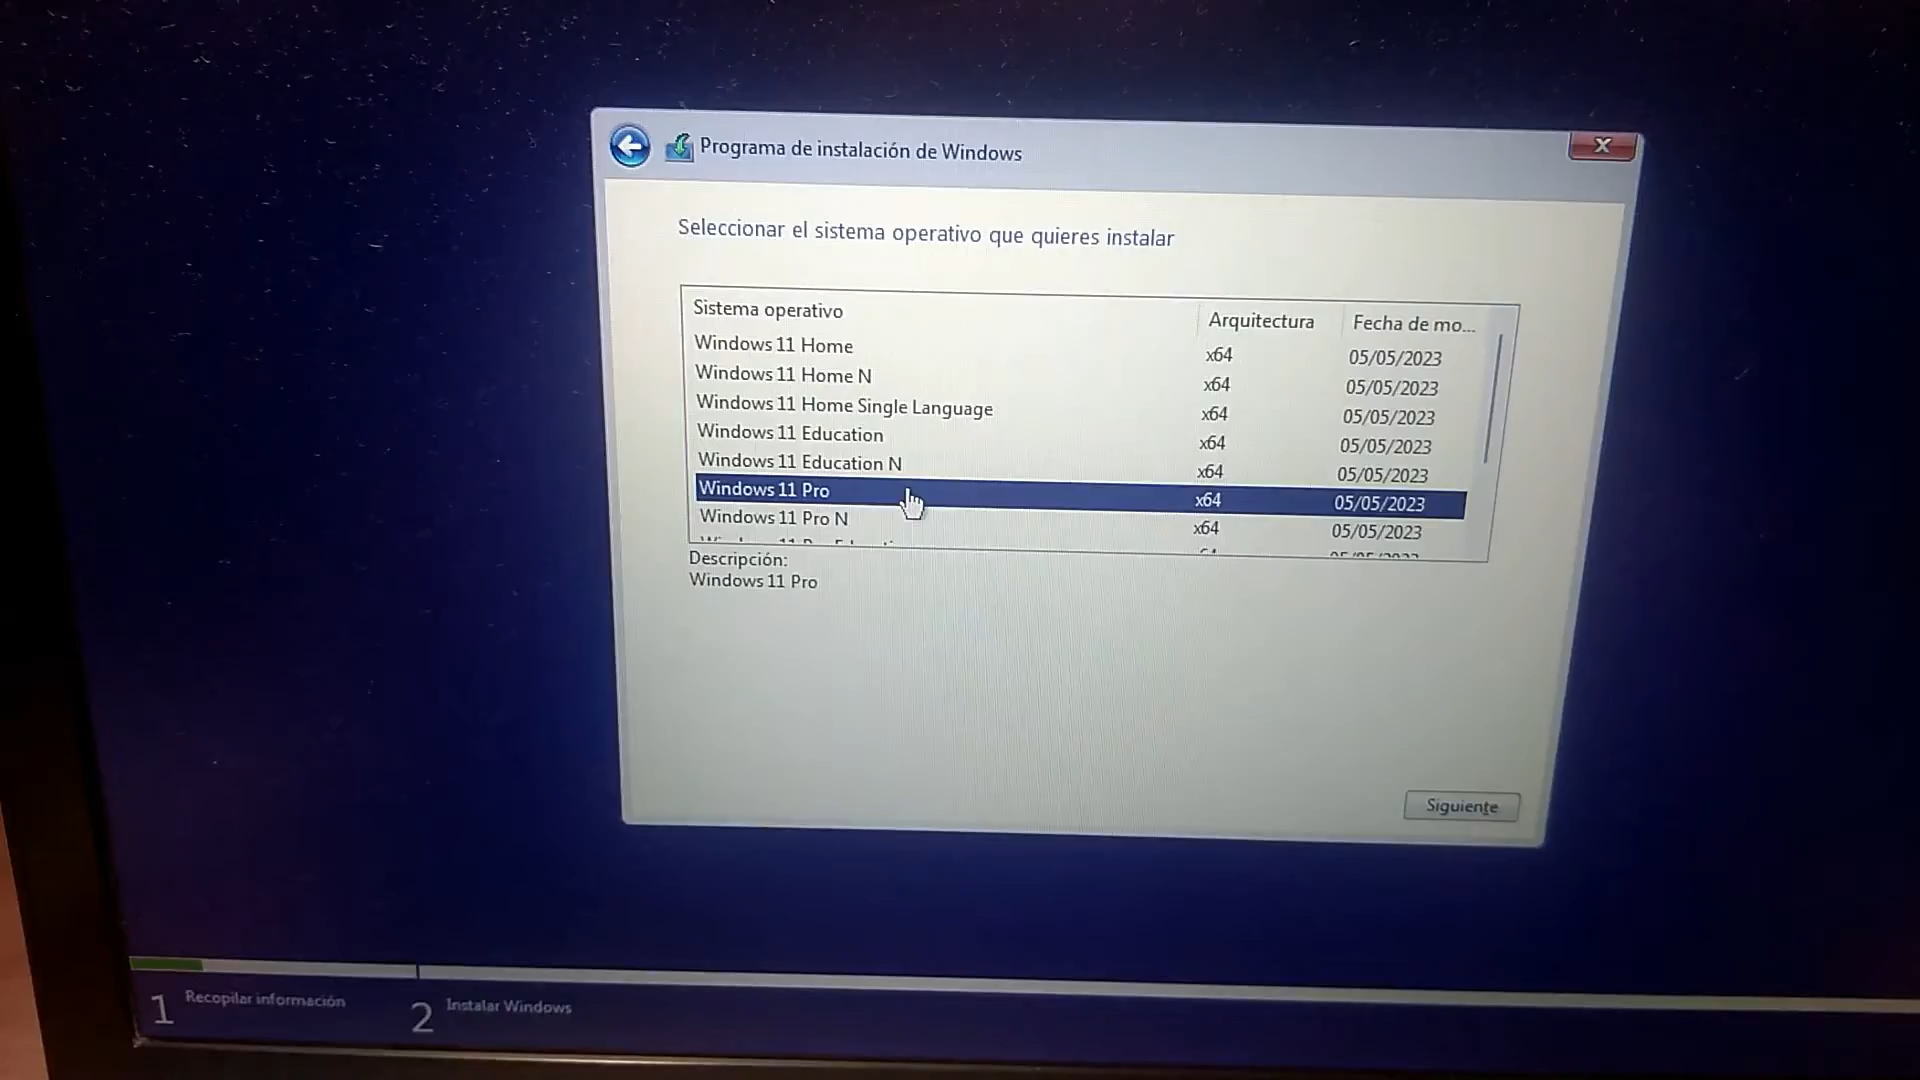 Programa de instalación de Windows
X
Seleccionar el sistema operativo que quieres instalar
Sistema operativo Arquitectura Fecha de mo...
Windows 11 Home x64 05/05/2023
Windows 11 Home N x64 05/05/2023
Windows 11 Home Single Language x64 05/05/2023
Windows 11 Education x64 05/05/2023
Windows 11 Education N x64 05/05/2023
Windows 11 Pro x64 05/05/2023
Windows 11 Pro N x64 05/05/2023
Descripción:
Windows 11 Pro
Siguiente
1 Recopilar información 2 Instalar Windows